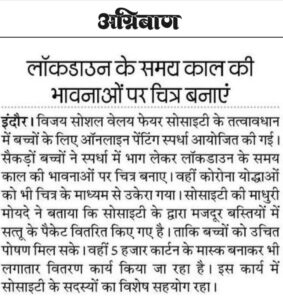 अग्निबाण
लॉकडाउन के समय काल की
भावनाओं पर चित्र बनाएं
इंदौर। विजय सोशल वेलय फेयर सोसाइटी के तत्वावधान
में बच्चों के लिए ऑनलाइन पेंटिंग स्पर्धा आयोजित की गई।
सैकड़ों बच्चों ने स्पर्धा में भाग लेकर लॉकडाउन के समय
काल की भावनाओं पर चित्र बनाए। वहीं कोरोना योद्धाओं
को भी चित्र के माध्यम से उकेरा गया। सोसाइटी की माधुरी
मोयदे ने बताया कि सोसाइटी के द्वारा मजदूर बस्तियों में
सत्तू के पैकेट वितरित किए गए है। ताकि बच्चों को उचित
पोषण मिल सके। वहीं 5 हजार कार्टन के मास्क बनाकर भी
लगातार वितरण कार्य किया जा रहा है। इस कार्य में
सोसाइटी के सदस्यों का विशेष सहयोग रहा।